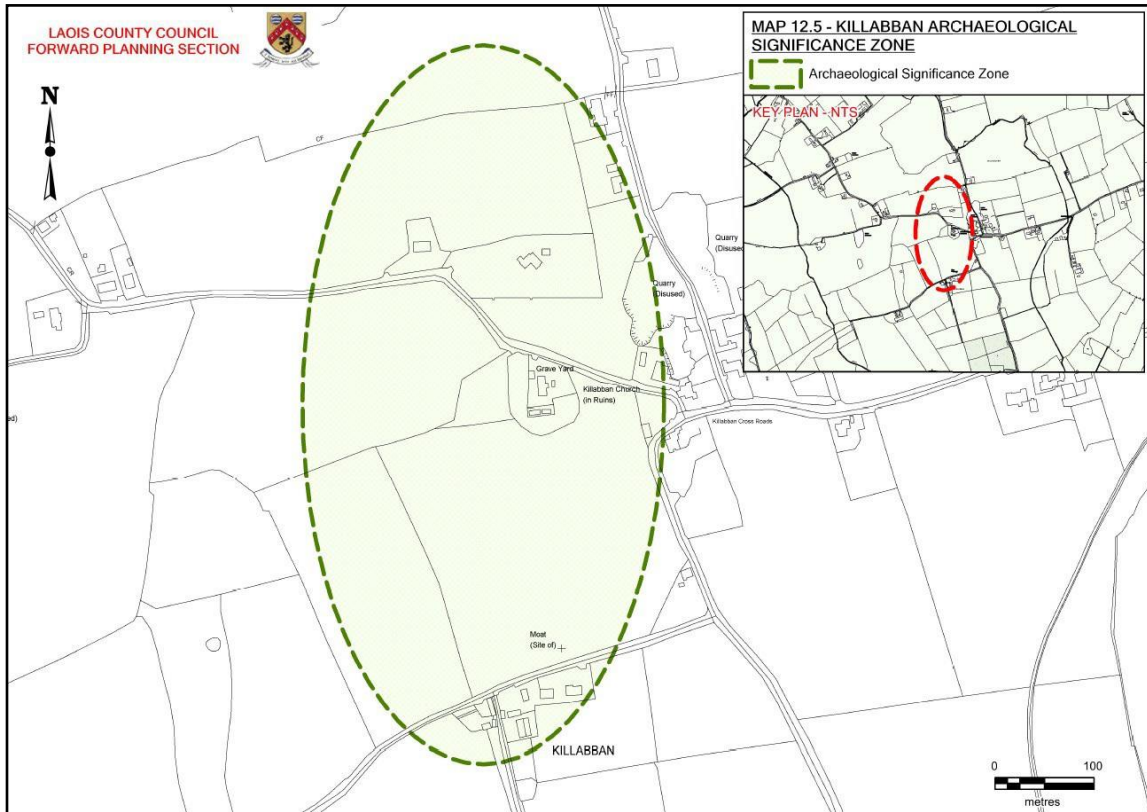 LAOIS COUNTY COUNCIL
FORWARD PLANNING SECTION
MAP 12.5 - KILLABBAN ARCHAEOLOGICAL
SIGNIFICANCE ZONE
Archaeological Significance Zone
KEY PLAN - NTS
N
CF
CR
Quarry
(Disused
Quarry
(Disused)
Grave Yard
Killabban Church
(in Ruins)
ed)
Killabban Cross Roads
Moat
(Site of)
KILLABBAN
0 100
metres